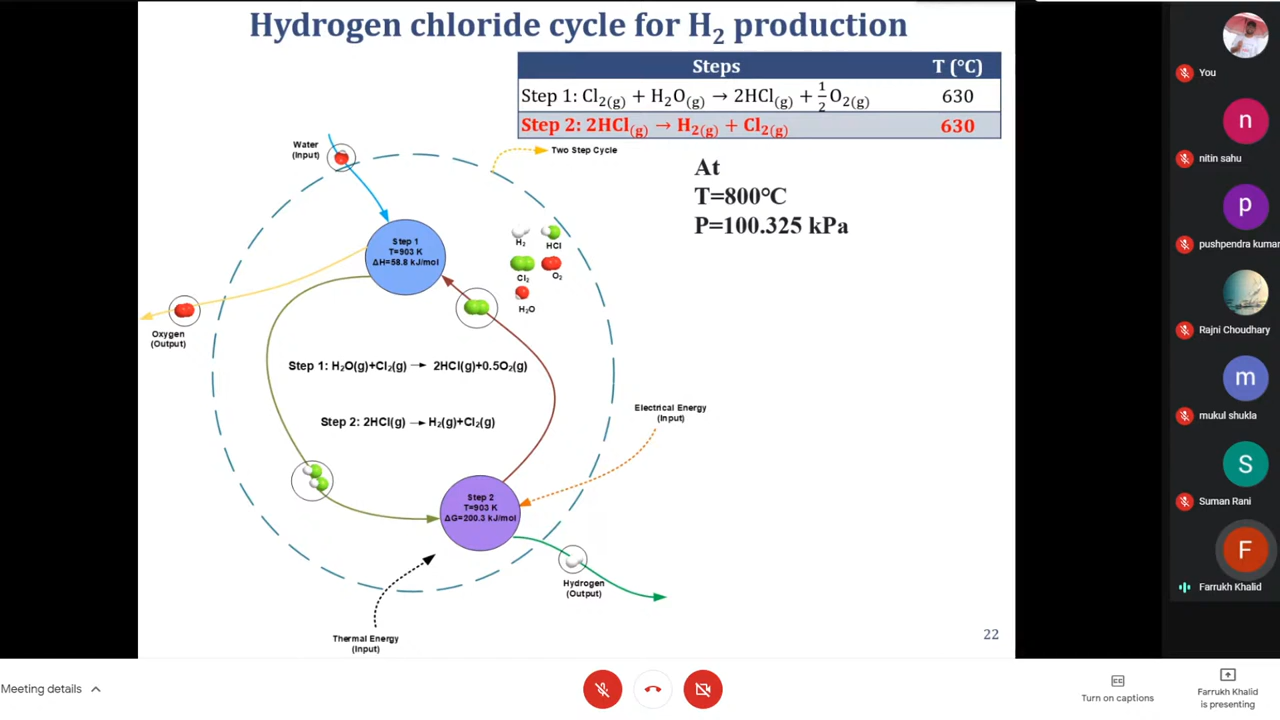 Hydrogen chloride cycle for H₂ production
Steps T (°C)
Step 1: Cl₂(g) + H₂O(g) → 2HCl(g) + ½O₂(g) 630
Step 2: 2HCl(g) → H₂(g) + Cl₂(g) 630
At
T=800°C
P=100.325 kPa
Water
(Input)
Two Step Cycle
Step 1
T=903 K
ΔH=58.8 kJ/mol
H₂
HCl
Cl₂
O₂
H₂O
Oxygen
(Output)
Step 1: H₂O(g)+Cl₂(g) → 2HCl(g)+0.5O₂(g)
Step 2: 2HCl(g) → H₂(g)+Cl₂(g)
Electrical Energy
(Input)
Step 2
T=903 K
ΔG=200.3 kJ/mol
Hydrogen
(Output)
Thermal Energy
(Input)
22
You
n
nitin sahu
p
pushpendra kumar
Rajni Choudhary
m
mukul shukla
S
Suman Rani
F
Farrukh Khalid
Meeting details
CC
Turn on captions
Farrukh Khalid
is presenting